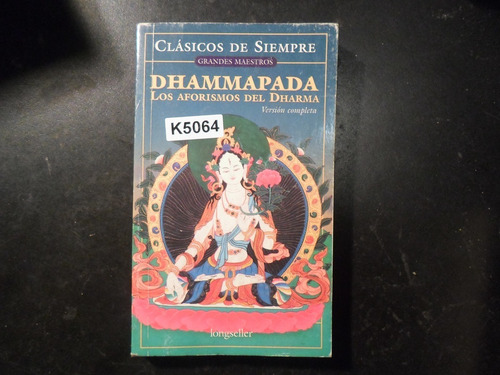 CLÁSICOS DE SIEMPRE
GRANDES MAESTROS
DHAMMAPADA
LOS AFORISMOS DEL DHARMA
Versión completa
K5064
longseller